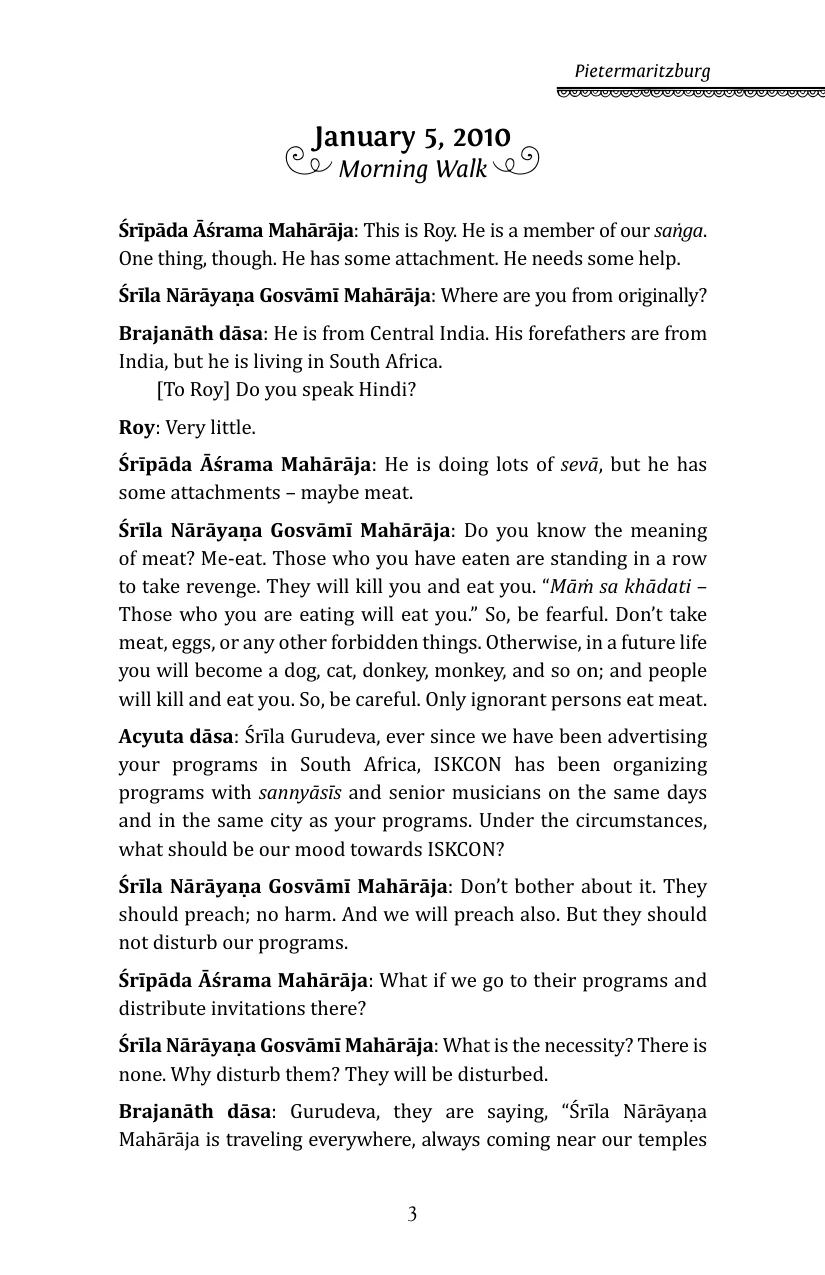 Pietermaritzburg
January 5, 2010
Morning Walk
Śrīpāda Āśrama Mahārāja: This is Roy. He is a member of our saṅga.
One thing, though. He has some attachment. He needs some help.
Śrīla Nārāyaṇa Gosvāmī Mahārāja: Where are you from originally?
Brajanāth dāsa: He is from Central India. His forefathers are from
India, but he is living in South Africa.
[To Roy] Do you speak Hindi?
Roy: Very little.
Śrīpāda Āśrama Mahārāja: He is doing lots of sevā, but he has
some attachments – maybe meat.
Śrīla Nārāyaṇa Gosvāmī Mahārāja: Do you know the meaning
of meat? Me-eat. Those who you have eaten are standing in a row
to take revenge. They will kill you and eat you. “Māṁ sa khādati –
Those who you are eating will eat you.” So, be fearful. Don’t take
meat, eggs, or any other forbidden things. Otherwise, in a future life
you will become a dog, cat, donkey, monkey, and so on; and people
will kill and eat you. So, be careful. Only ignorant persons eat meat.
Acyuta dāsa: Śrīla Gurudeva, ever since we have been advertising
your programs in South Africa, ISKCON has been organizing
programs with sannyāsīs and senior musicians on the same days
and in the same city as your programs. Under the circumstances,
what should be our mood towards ISKCON?
Śrīla Nārāyaṇa Gosvāmī Mahārāja: Don’t bother about it. They
should preach; no harm. And we will preach also. But they should
not disturb our programs.
Śrīpāda Āśrama Mahārāja: What if we go to their programs and
distribute invitations there?
Śrīla Nārāyaṇa Gosvāmī Mahārāja: What is the necessity? There is
none. Why disturb them? They will be disturbed.
Brajanāth dāsa: Gurudeva, they are saying, “Śrīla Nārāyaṇa
Mahārāja is traveling everywhere, always coming near our temples
3